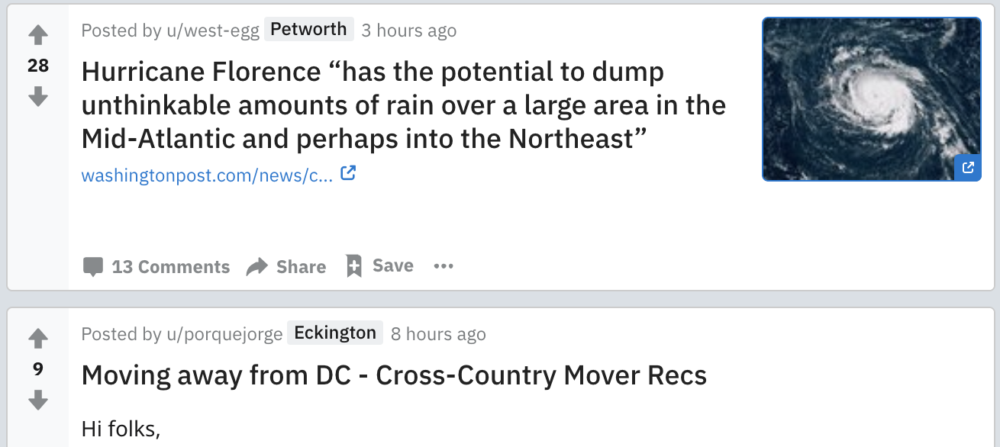 Posted by u/west-egg Petworth 3 hours ago
28
Hurricane Florence “has the potential to dump
unthinkable amounts of rain over a large area in the
Mid-Atlantic and perhaps into the Northeast”
washingtonpost.com/news/c...
13 Comments Share Save ...
Posted by u/porquejorge Eckington 8 hours ago
9
Moving away from DC - Cross-Country Mover Recs
Hi folks,